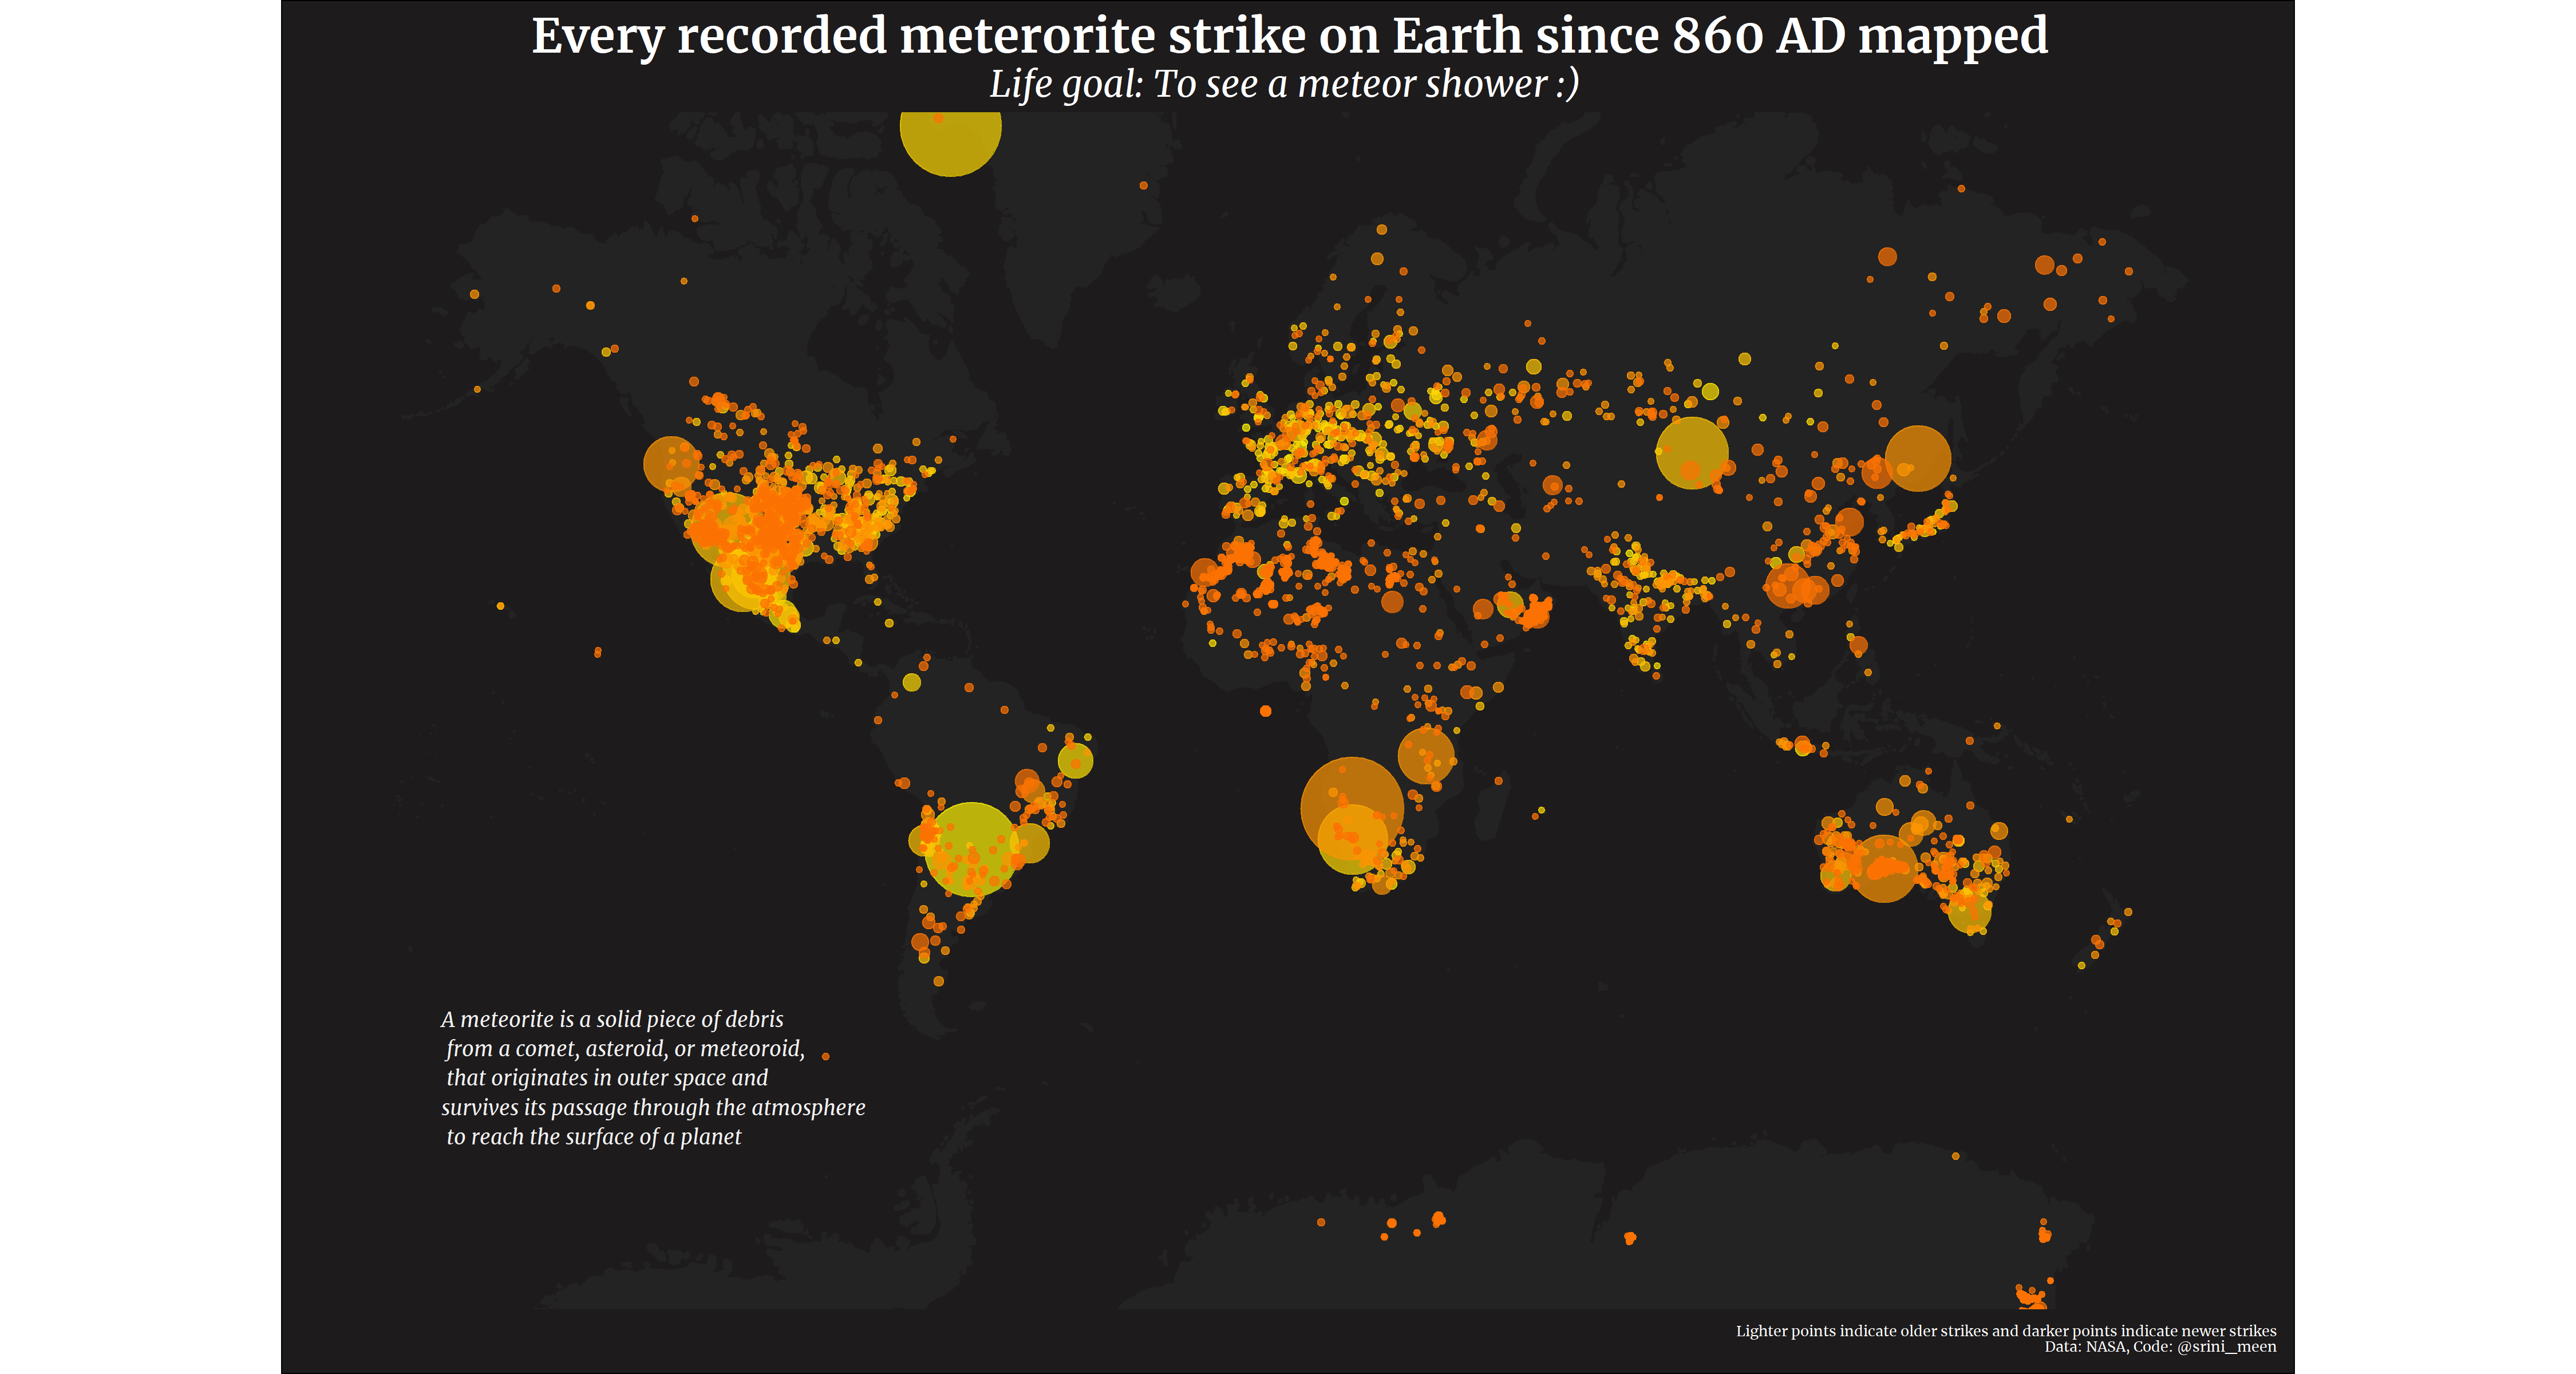 Every recorded meterorite strike on Earth since 860 AD mapped
Life goal: To see a meteor shower :)
A meteorite is a solid piece of debris
from a comet, asteroid, or meteoroid,
that originates in outer space and
survives its passage through the atmosphere
to reach the surface of a planet
Lighter points indicate older strikes and darker points indicate newer strikes
Data: NASA, Code: @srini_meen